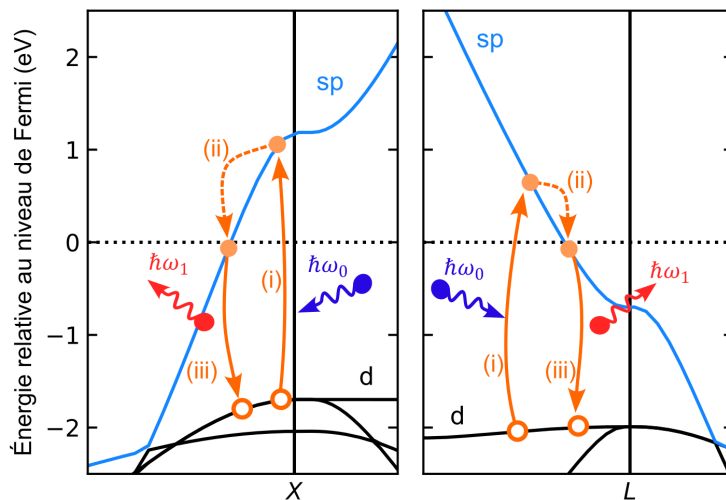 Énergie relative au niveau de Fermi (eV)
2
1
0
−1
−2
sp
(ii)
(i)
ℏω₁
ℏω₀
(iii)
d
X
sp
(ii)
ℏω₀
ℏω₁
(i)
(iii)
d
L